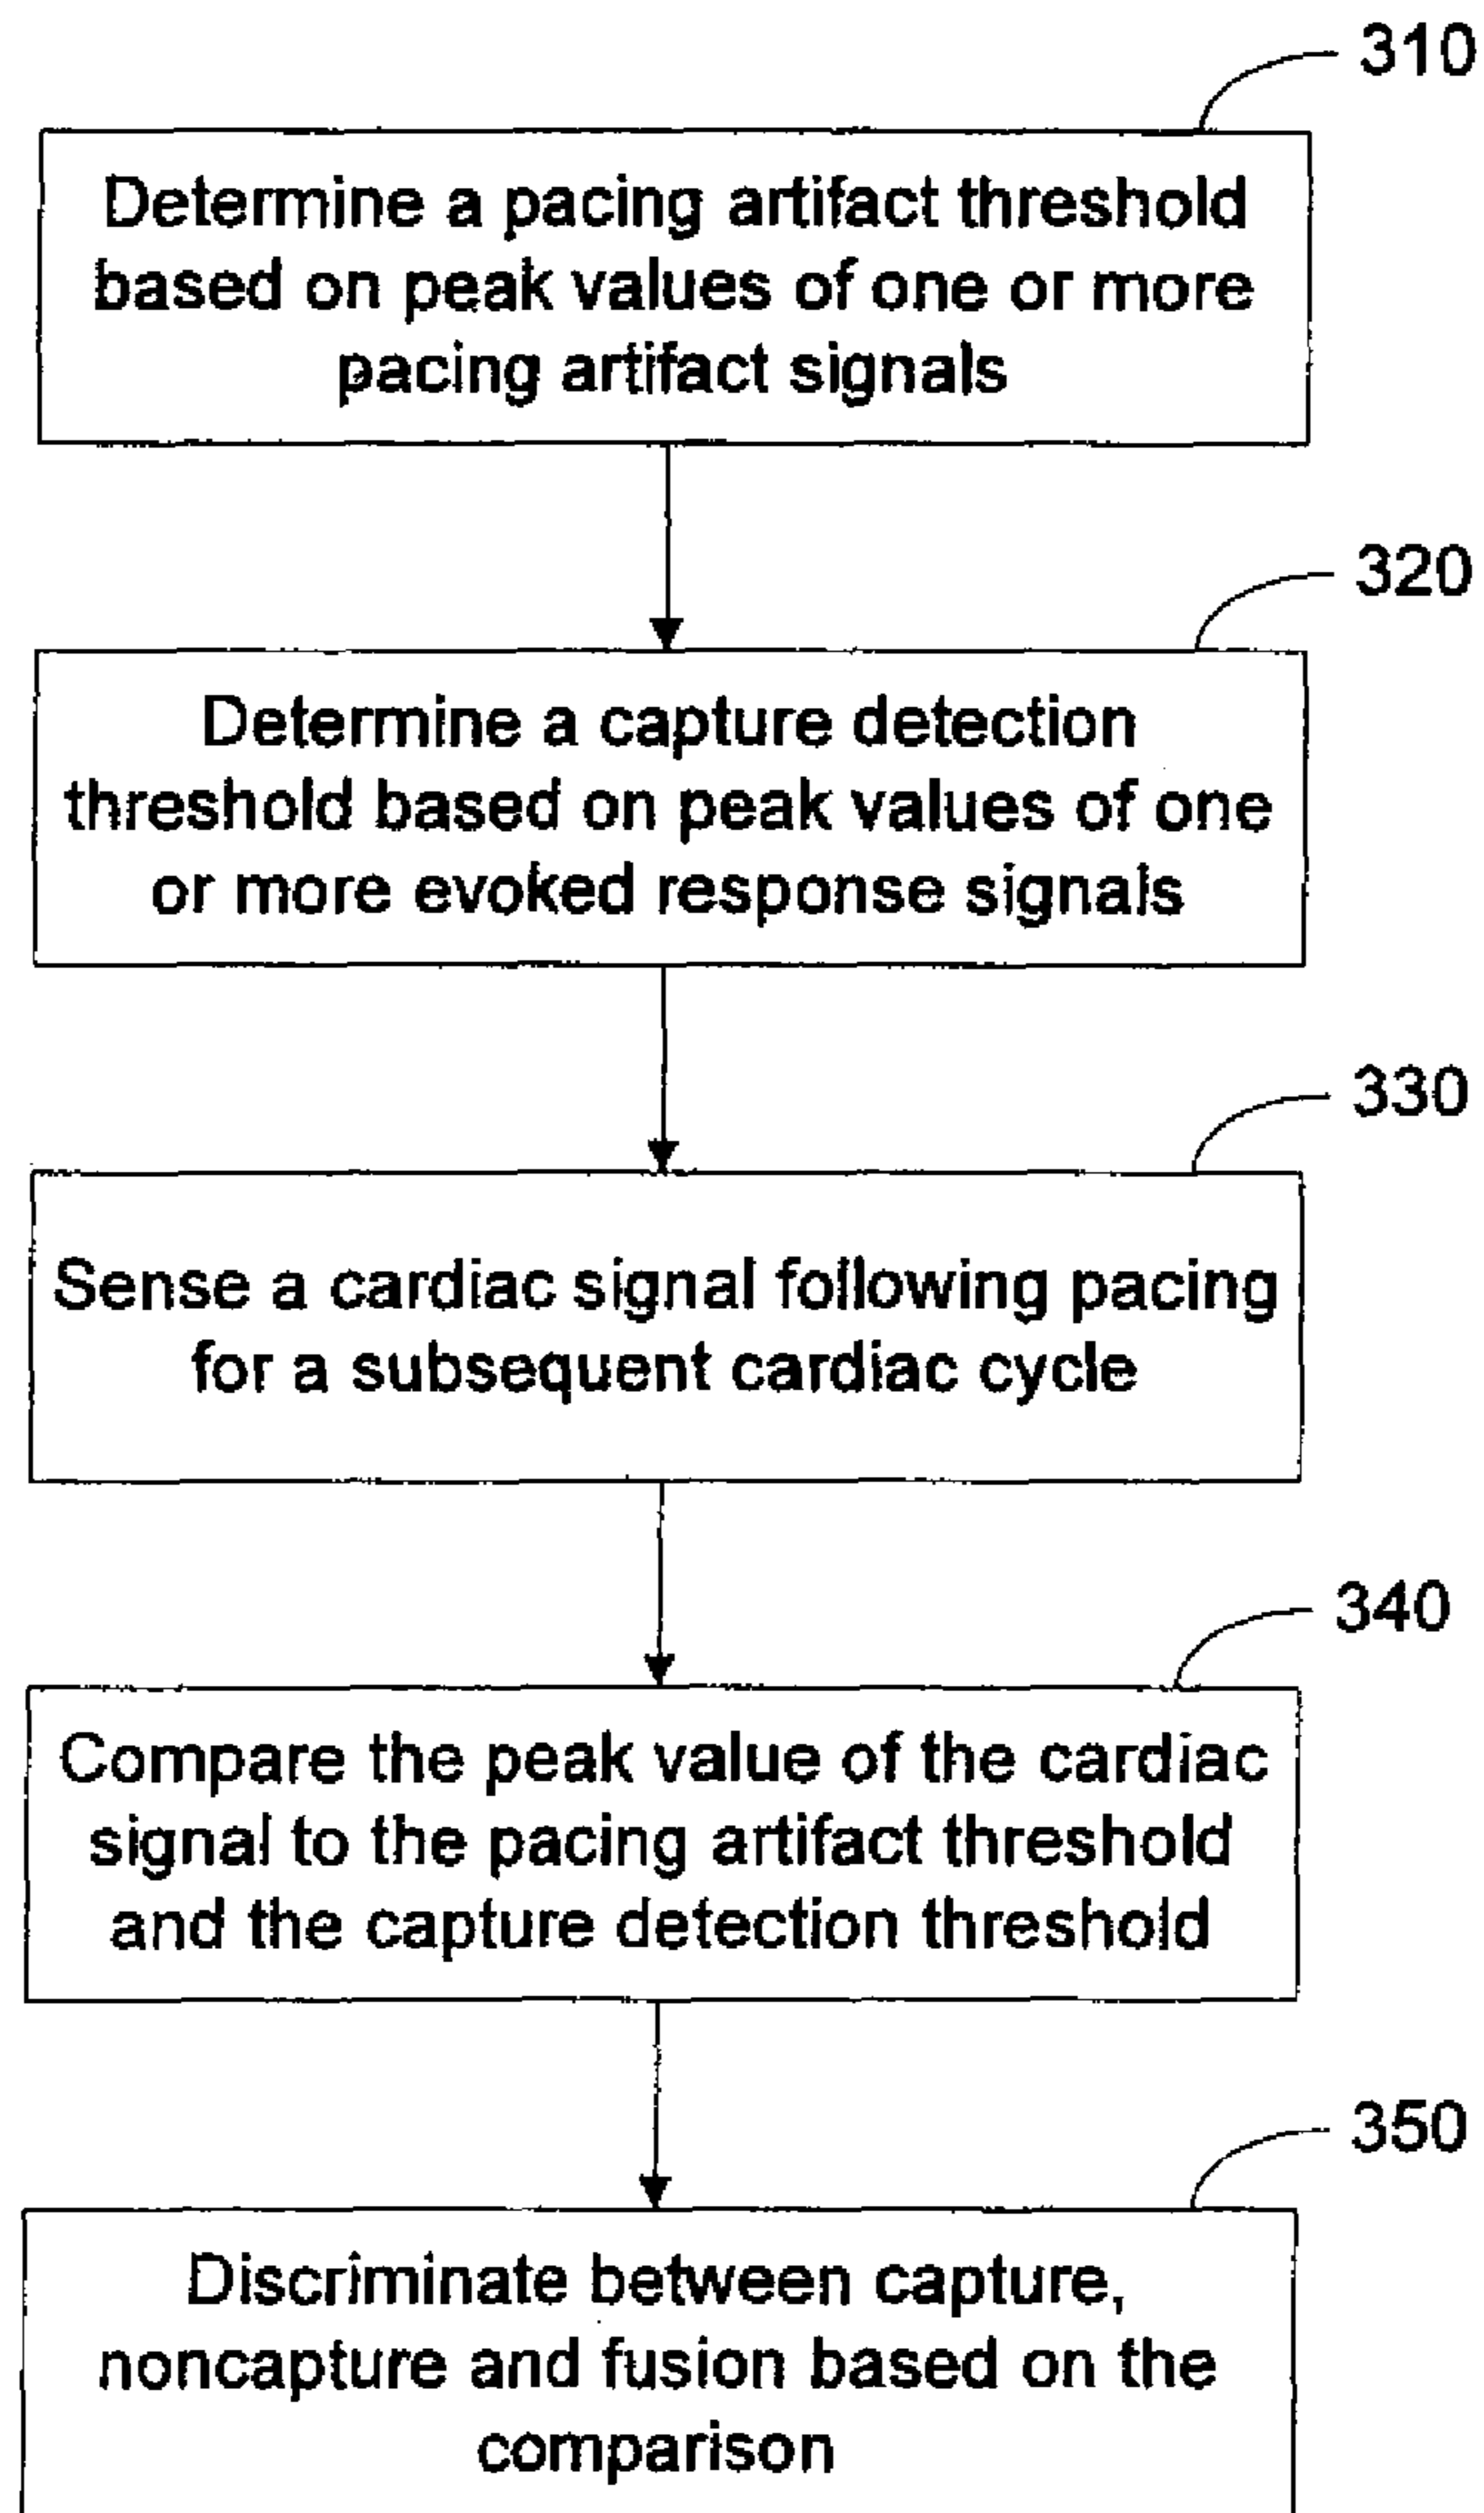 310
Determine a pacing artifact threshold
based on peak values of one or more
pacing artifact signals
320
Determine a capture detection
threshold based on peak values of one
or more evoked response signals
330
Sense a cardiac signal following pacing
for a subsequent cardiac cycle
340
Compare the peak value of the cardiac
signal to the pacing artifact threshold
and the capture detection threshold
350
Discriminate between capture,
noncapture and fusion based on the
comparison